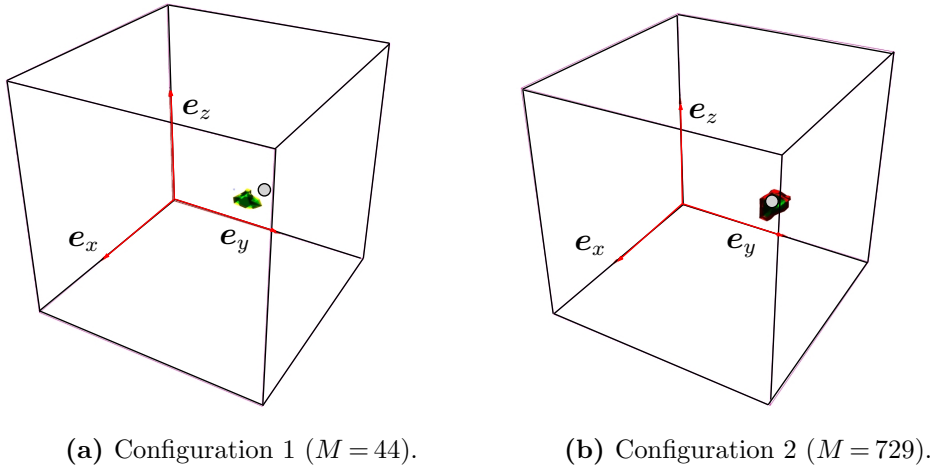 e_z e_z
e_x e_y e_x e_y
(a) Configuration 1 (M = 44). (b) Configuration 2 (M = 729).